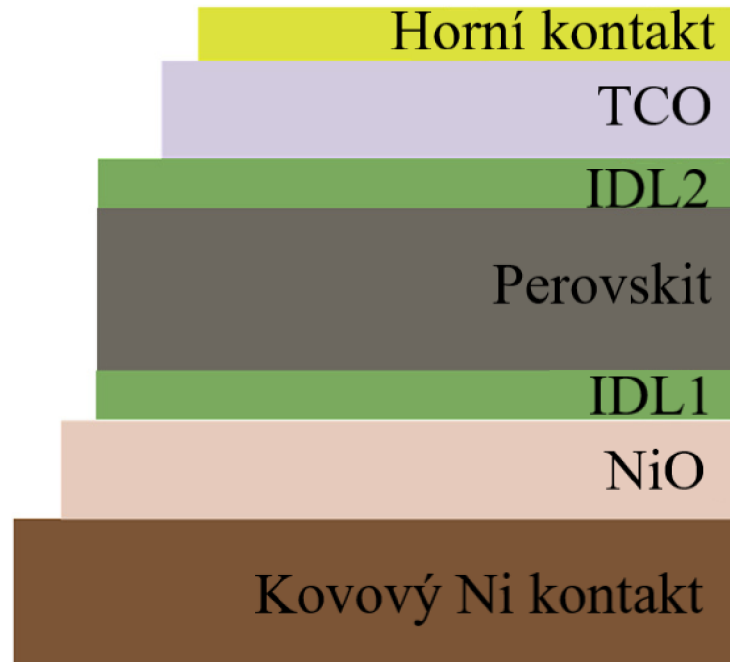 Horní kontakt
TCO
IDL2
Perovskit
IDL1
NiO
Kovový Ni kontakt